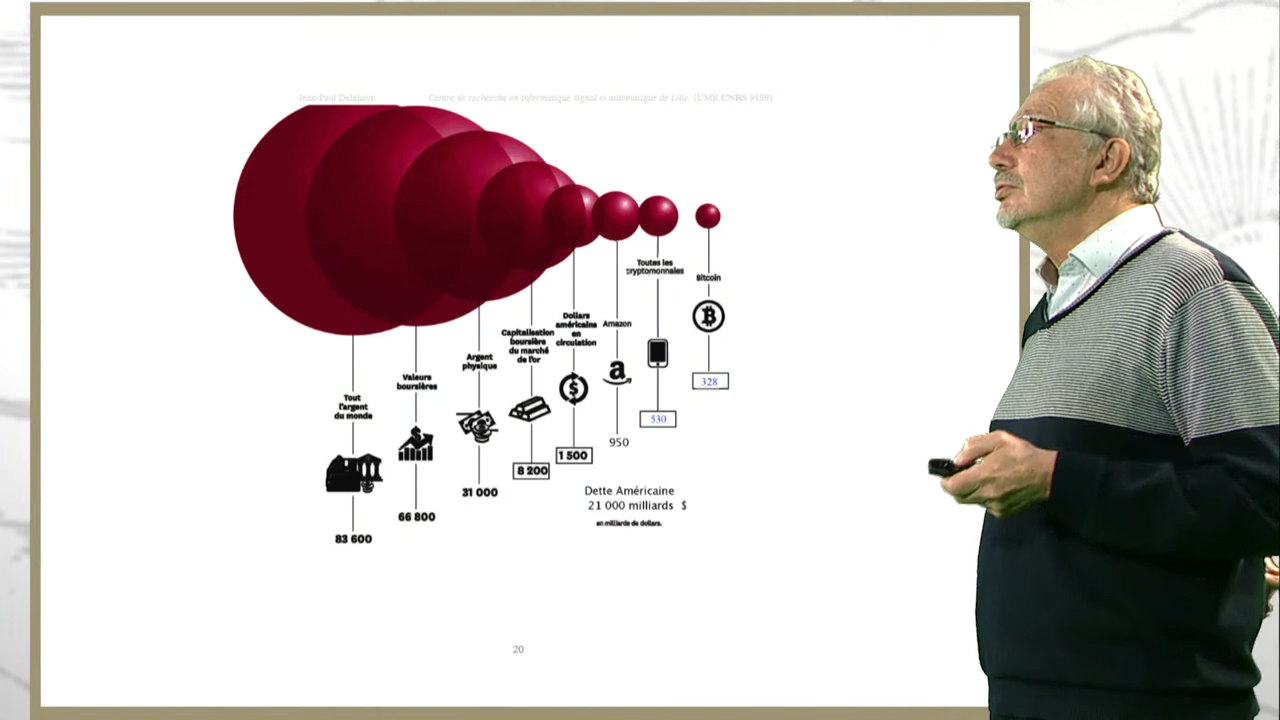 Jean-Paul Delahaye Centre de recherche en informatique signal et automatique de Lille (UMR CNRS 9189)
Toutes les
cryptomonnaies
Bitcoin
328
530
Amazon
a
950
Dollars
américains
en
circulation
$
1 500
Capitalisation
boursière
du marché
de l'or
8 200
Argent
physique
31 000
Valeurs
boursières
$
66 800
Tout
l'argent
du monde
83 600
Dette Américaine
21 000 milliards $
en milliards de dollars.
20